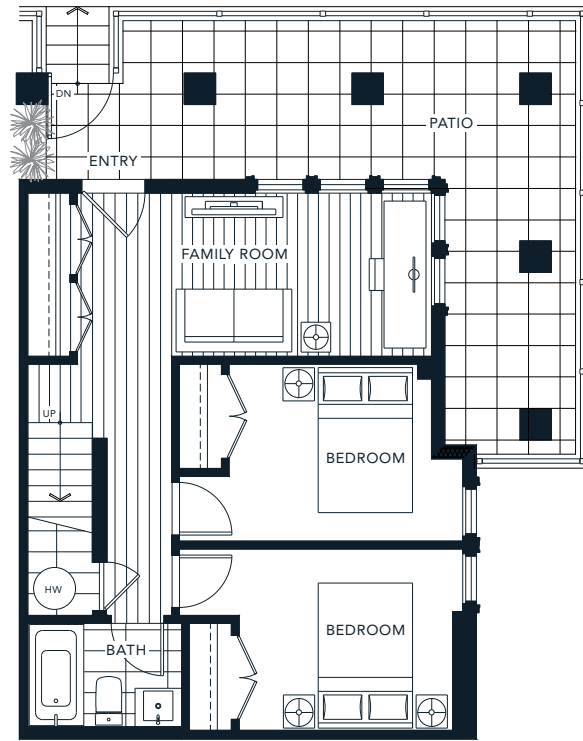 DN
PATIO
ENTRY
FAMILY ROOM
UP
BEDROOM
HW
BEDROOM
BATH